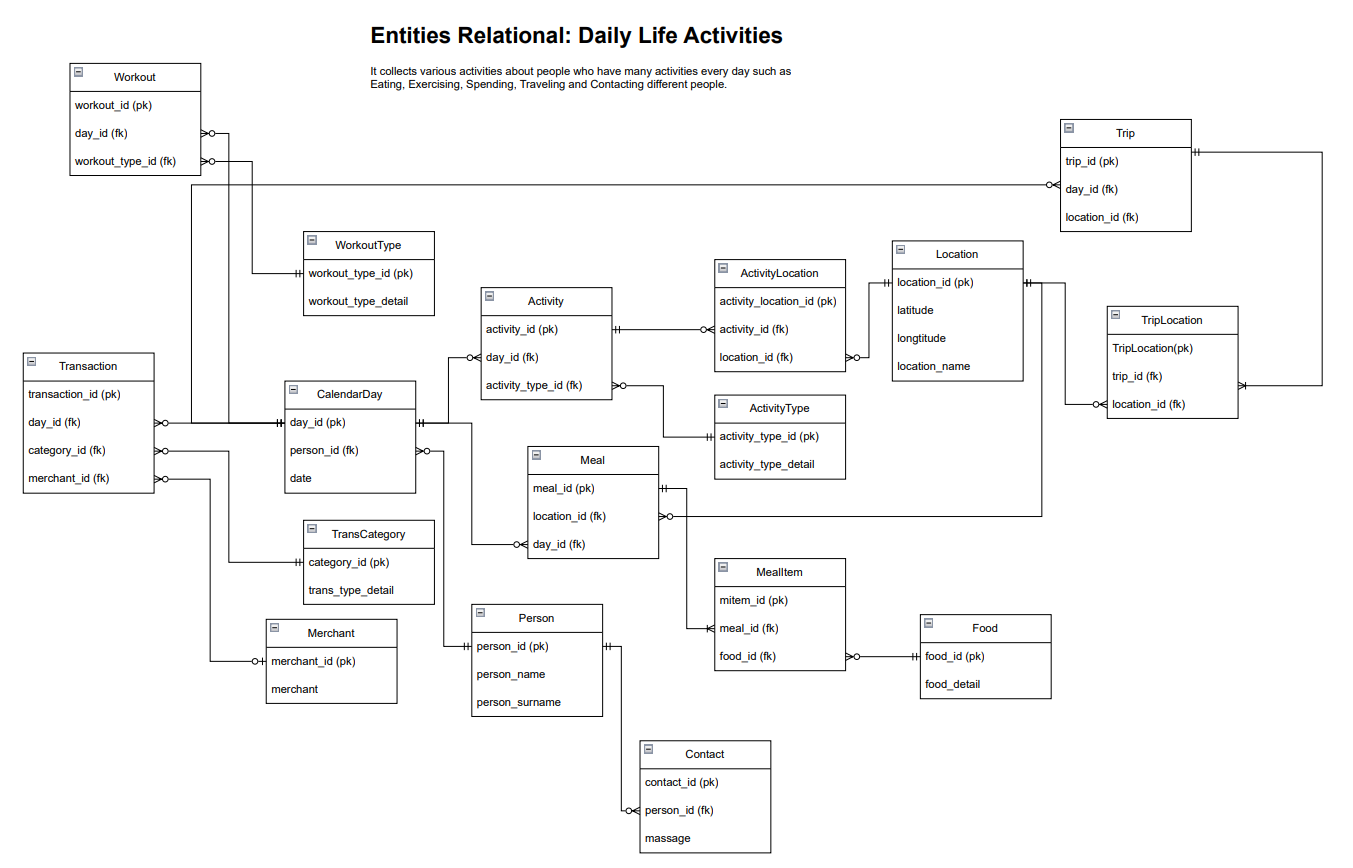 Entities Relational: Daily Life Activities
It collects various activities about people who have many activities every day such as
Eating, Exercising, Spending, Traveling and Contacting different people.
Workout
workout_id (pk)
day_id (fk)
workout_type_id (fk)
Trip
trip_id (pk)
day_id (fk)
location_id (fk)
WorkoutType
workout_type_id (pk)
workout_type_detail
Activity
activity_id (pk)
day_id (fk)
activity_type_id (fk)
ActivityLocation
activity_location_id (pk)
activity_id (fk)
location_id (fk)
Location
location_id (pk)
latitude
longtitude
location_name
TripLocation
TripLocation(pk)
trip_id (fk)
location_id (fk)
Transaction
transaction_id (pk)
day_id (fk)
category_id (fk)
merchant_id (fk)
CalendarDay
day_id (pk)
person_id (fk)
date
ActivityType
activity_type_id (pk)
activity_type_detail
Meal
meal_id (pk)
location_id (fk)
day_id (fk)
TransCategory
category_id (pk)
trans_type_detail
MealItem
mitem_id (pk)
meal_id (fk)
food_id (fk)
Food
food_id (pk)
food_detail
Merchant
merchant_id (pk)
merchant
Person
person_id (pk)
person_name
person_surname
Contact
contact_id (pk)
person_id (fk)
massage